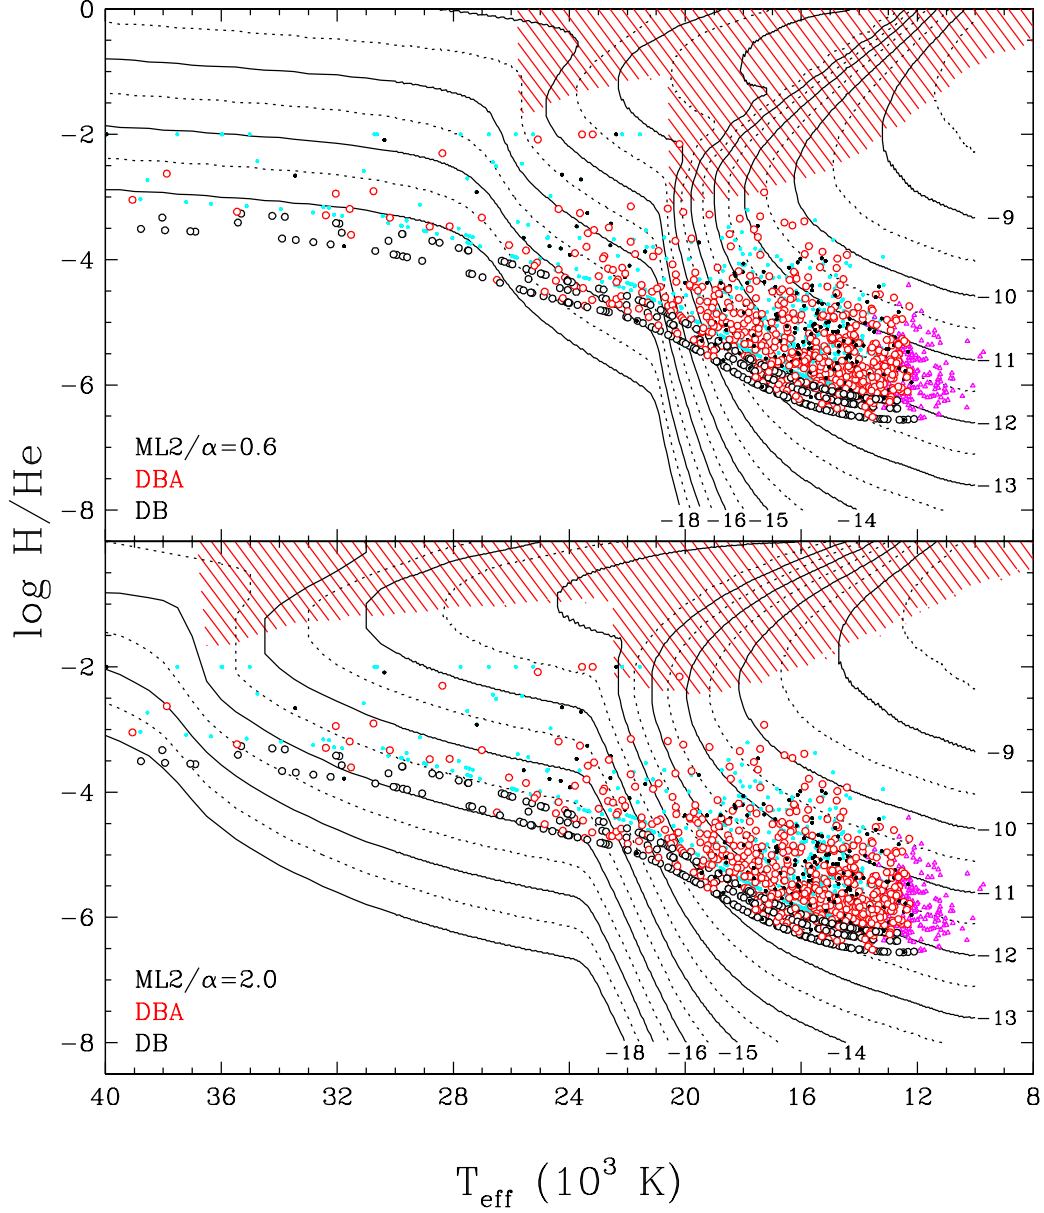 0
−2
−4
−6
−8
−9
−10
−11
−12
−13
−18 −16 −15 −14
ML2/α=0.6
DBA
DB
log H/He
−2
−4
−6
−8
−9
−10
−11
−12
−13
−18 −16 −15 −14
ML2/α=2.0
DBA
DB
40 36 32 28 24 20 16 12 8
T_eff (10³ K)